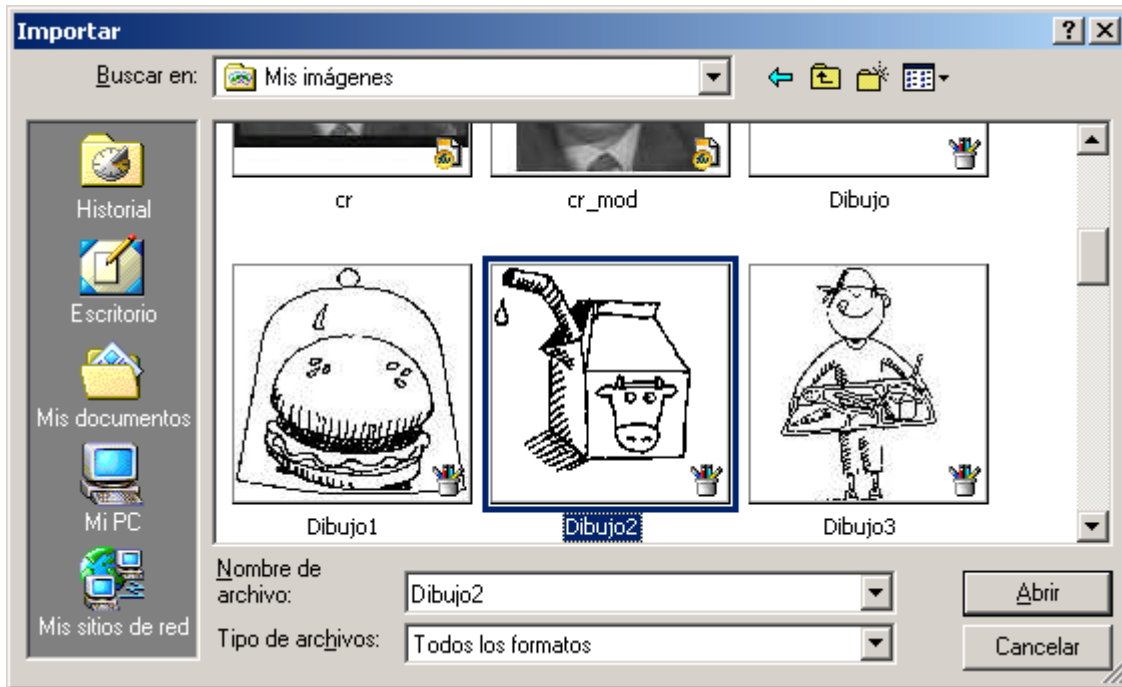 Importar
Buscar en:
Mis imágenes
Historial
Escritorio
Mis documentos
Mi PC
Mis sitios de red
cr
cr_mod
Dibujo
Dibujo1
Dibujo2
Dibujo3
Nombre de
archivo:
Dibujo2
Abrir
Tipo de archivos:
Todos los formatos
Cancelar